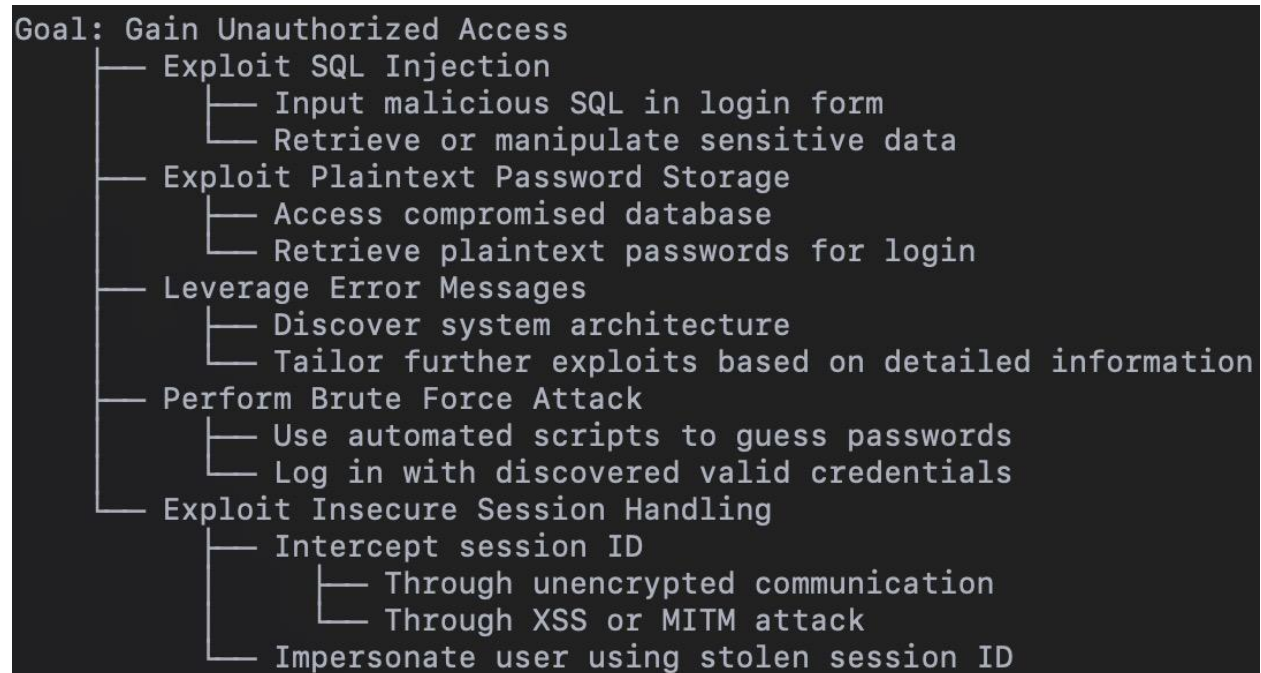 Goal: Gain Unauthorized Access
├── Exploit SQL Injection
├── Input malicious SQL in login form
└── Retrieve or manipulate sensitive data
├── Exploit Plaintext Password Storage
├── Access compromised database
└── Retrieve plaintext passwords for login
├── Leverage Error Messages
├── Discover system architecture
└── Tailor further exploits based on detailed information
├── Perform Brute Force Attack
├── Use automated scripts to guess passwords
└── Log in with discovered valid credentials
└── Exploit Insecure Session Handling
├── Intercept session ID
├── Through unencrypted communication
└── Through XSS or MITM attack
└── Impersonate user using stolen session ID